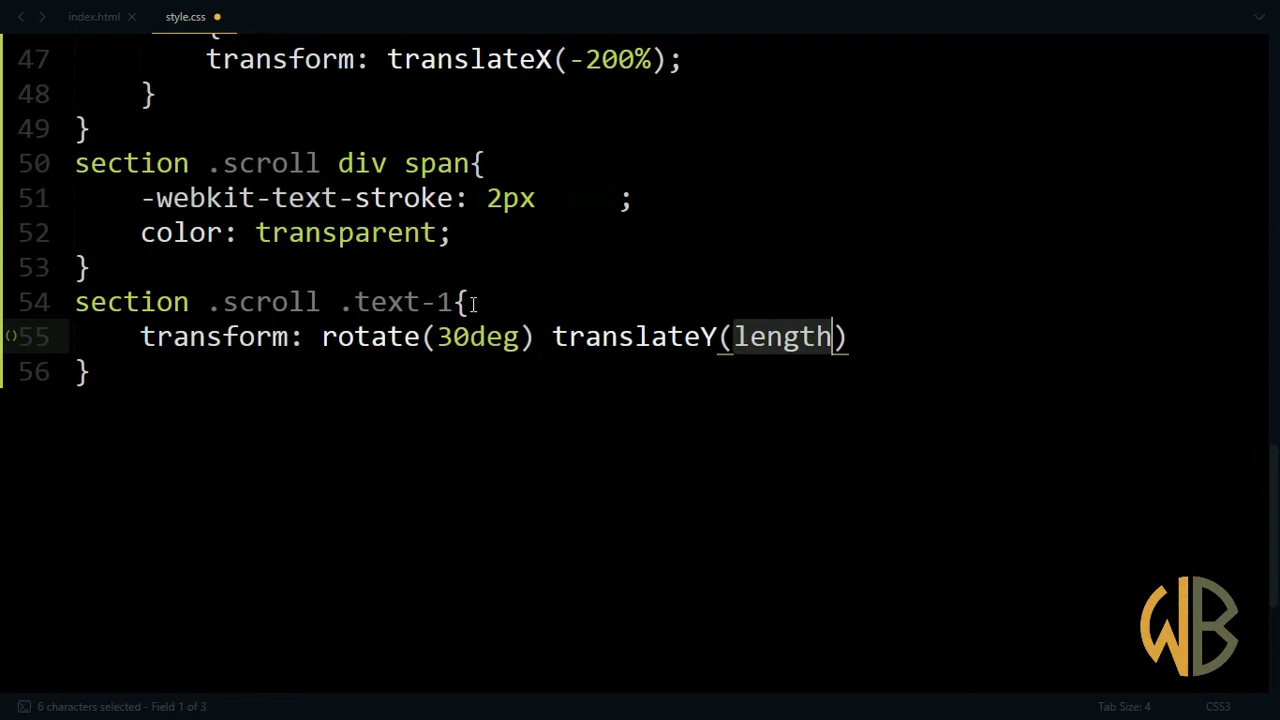 index.html
style.css
{
47 transform: translateX(-200%);
48 }
49 }
50 section .scroll div span{
51 -webkit-text-stroke: 2px ;
52 color: transparent;
53 }
54 section .scroll .text-1{
() 55 transform: rotate(30deg) translateY(length)
56 }
WB
6 characters selected - Field 1 of 3
Tab Size: 4
CSS3